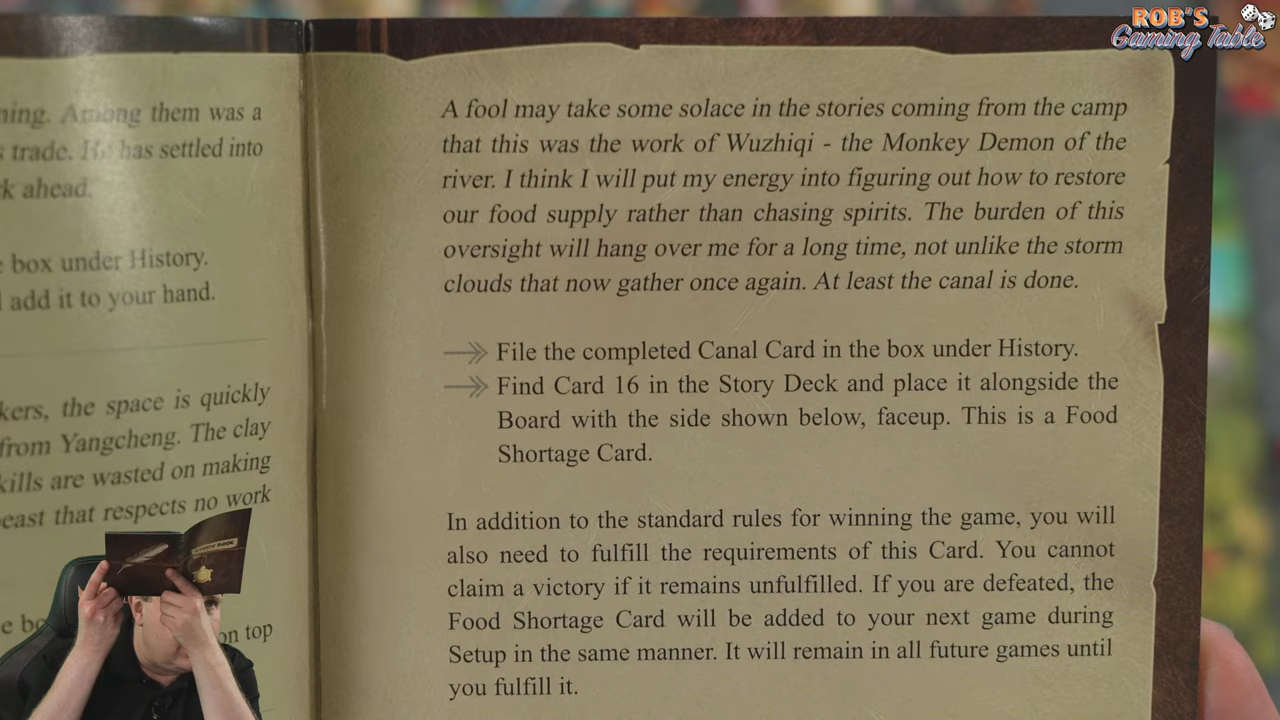 ROB'S
Gaming Table
ning. Among them was a
trade. He has settled into
k ahead.
box under History.
add it to your hand.
kers, the space is quickly
from Yangcheng. The clay
kills are wasted on making
east that respects no work
on top
A fool may take some solace in the stories coming from the camp
that this was the work of Wuzhiqi - the Monkey Demon of the
river. I think I will put my energy into figuring out how to restore
our food supply rather than chasing spirits. The burden of this
oversight will hang over me for a long time, not unlike the storm
clouds that now gather once again. At least the canal is done.
File the completed Canal Card in the box under History.
Find Card 16 in the Story Deck and place it alongside the
Board with the side shown below, faceup. This is a Food
Shortage Card.
In addition to the standard rules for winning the game, you will
also need to fulfill the requirements of this Card. You cannot
claim a victory if it remains unfulfilled. If you are defeated, the
Food Shortage Card will be added to your next game during
Setup in the same manner. It will remain in all future games until
you fulfill it.
STORY BOOK